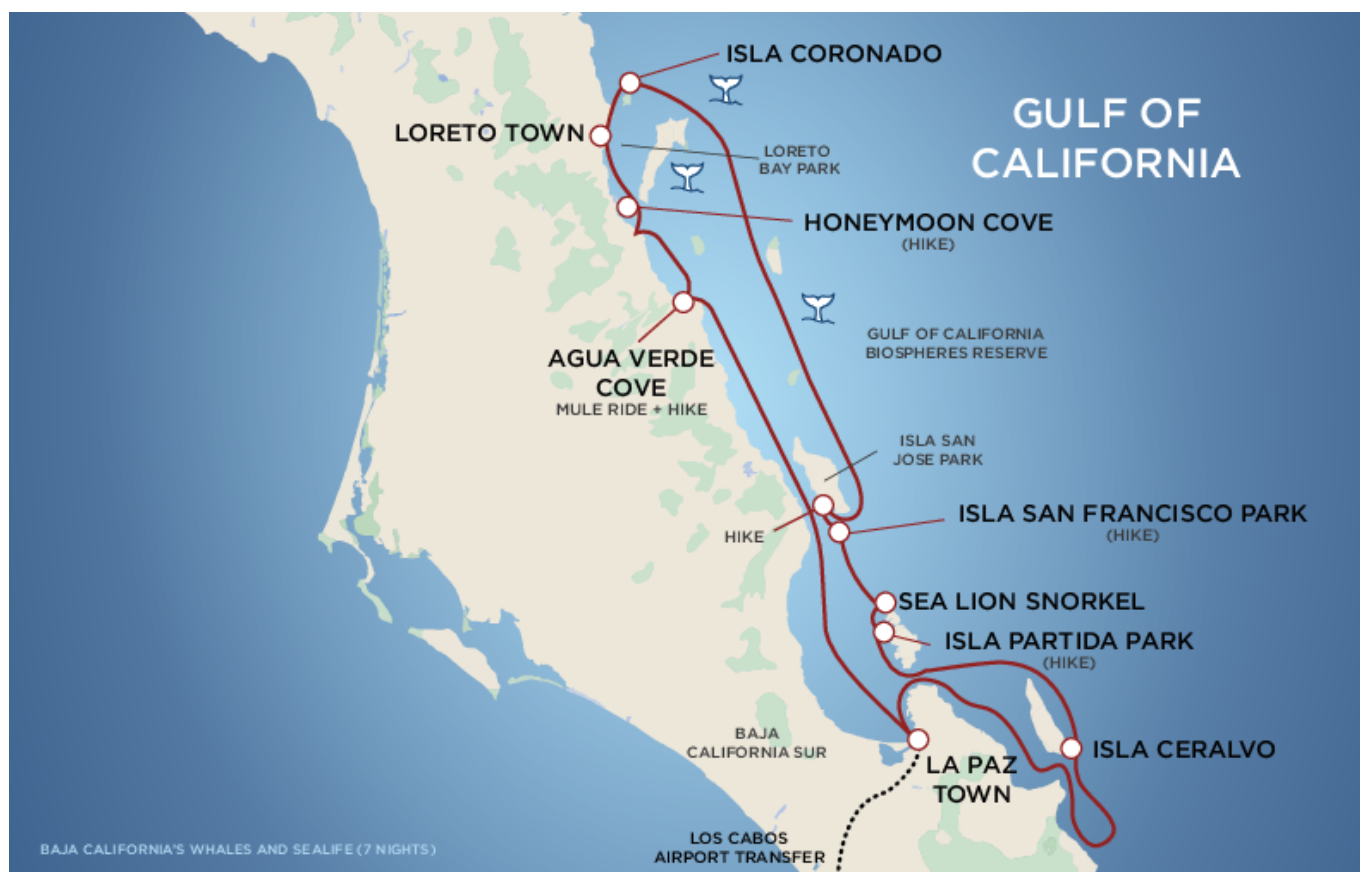 ISLA CORONADO
GULF OF
CALIFORNIA
LORETO TOWN
LORETO
BAY PARK
HONEYMOON COVE
(HIKE)
GULF OF CALIFORNIA
BIOSPHERES RESERVE
AGUA VERDE
COVE
MULE RIDE + HIKE
ISLA SAN
JOSE PARK
ISLA SAN FRANCISCO PARK
(HIKE)
HIKE
SEA LION SNORKEL
ISLA PARTIDA PARK
(HIKE)
BAJA
CALIFORNIA SUR
ISLA CERALVO
LA PAZ
TOWN
LOS CABOS
AIRPORT TRANSFER
BAJA CALIFORNIA'S WHALES AND SEALIFE (7 NIGHTS)